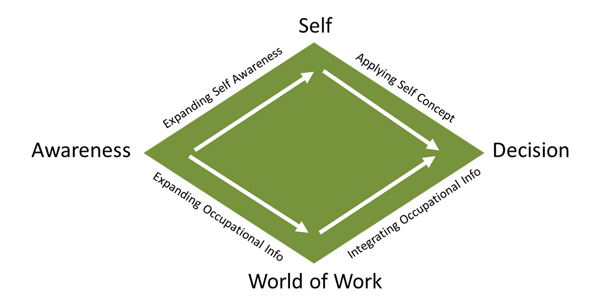 Self
Expanding Self Awareness
Applying Self Concept
Awareness
Decision
Expanding Occupational Info
Integrating Occupational Info
World of Work